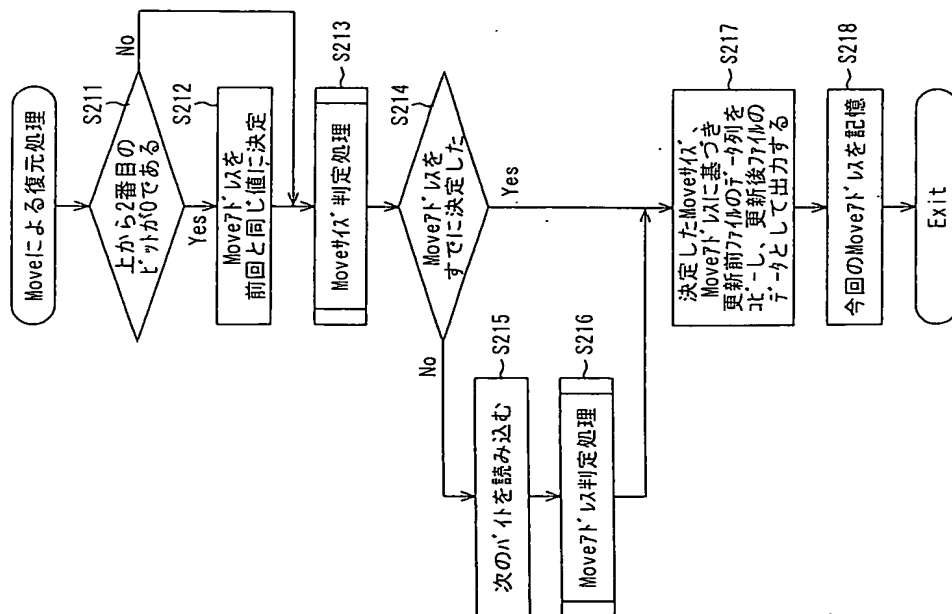 Moveによる復元処理
S211
上から2番目の
ビットが0である
No
Yes
S212
Moveアドレスを
前回と同じ値に決定
S213
Moveサイズ判定処理
S214
Moveアドレスを
すでに決定した
No
Yes
S215
次のバイトを読み込む
S216
Moveアドレス判定処理
S217
決定したMoveサイズ、
Moveアドレスに基づき
更新前ファイルのデータ列を
コピーし、更新後ファイルの
データとして出力する
S218
今回のMoveアドレスを記憶
Exit